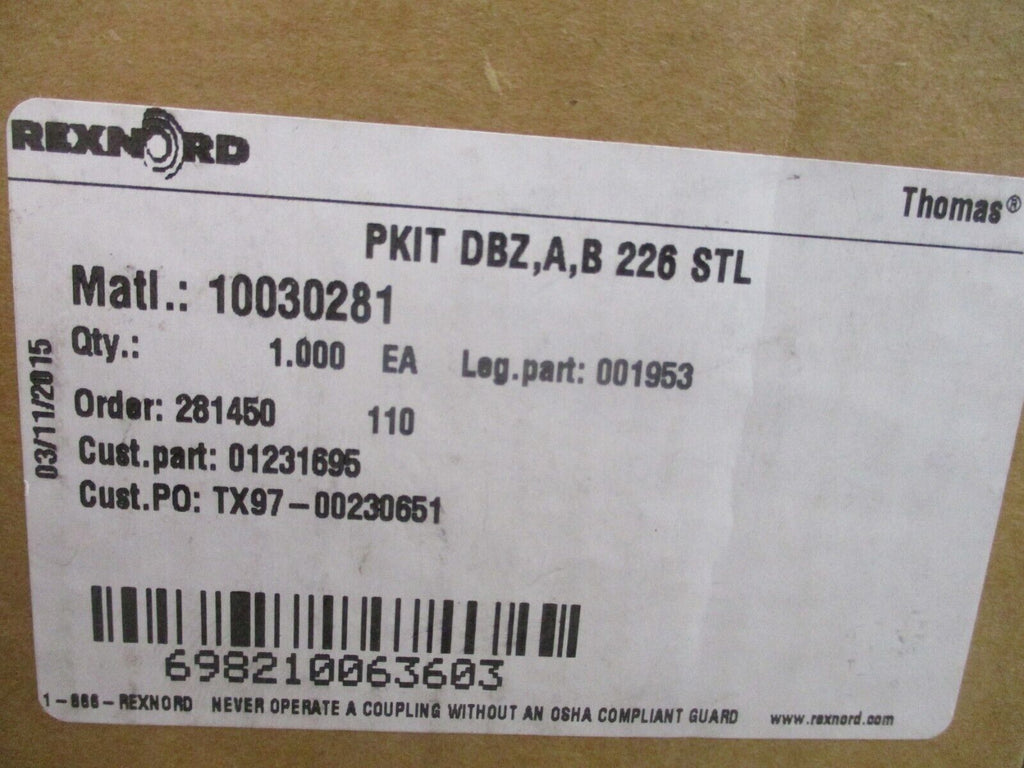 REXNORD
Thomas®
PKIT DBZ,A,B 226 STL
Matl.: 10030281
Qty.: 1.000 EA Leg.part: 001953
Order: 281450 110
Cust.part: 01231695
Cust.PO: TX97-00230651
03/11/2015
698210063603
1-866-REXNORD NEVER OPERATE A COUPLING WITHOUT AN OSHA COMPLIANT GUARD www.rexnord.com